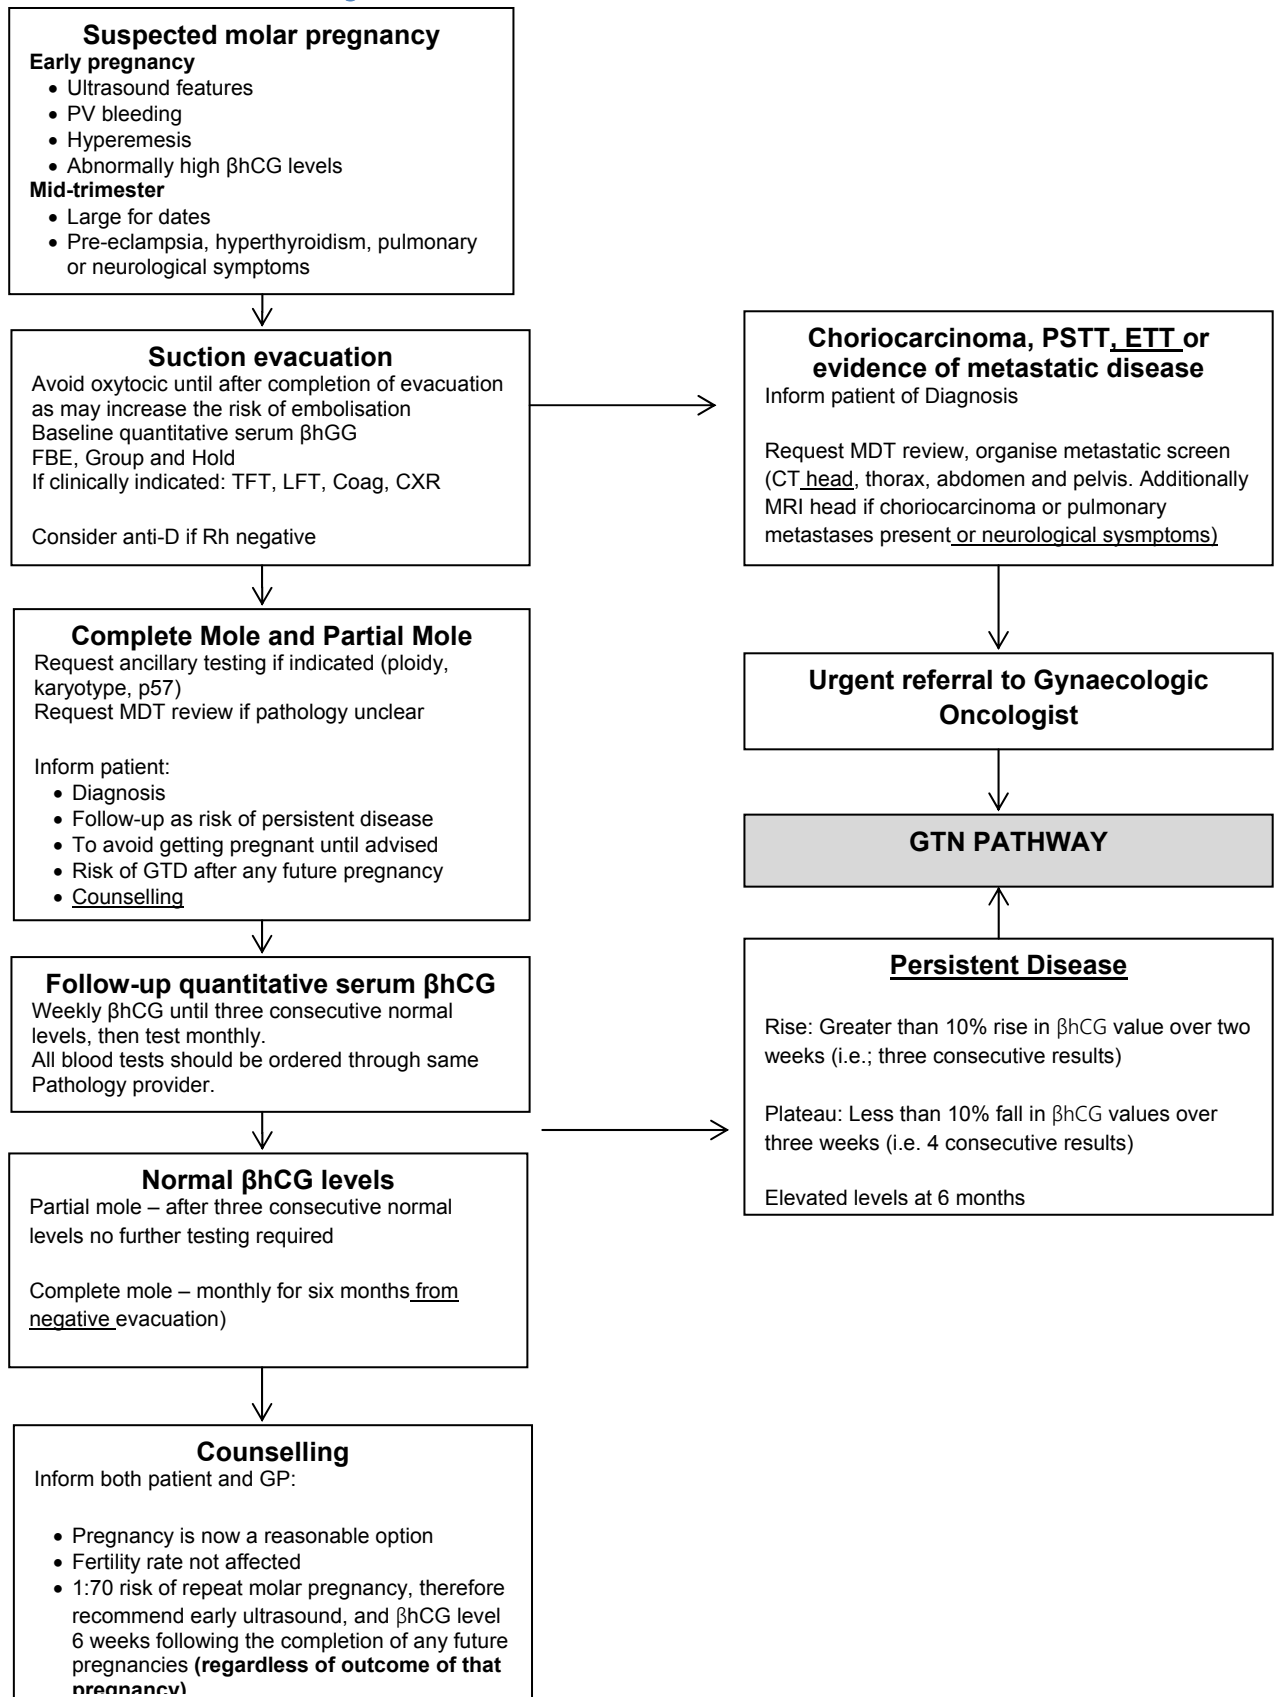 Suspected molar pregnancy
Early pregnancy
• Ultrasound features
• PV bleeding
• Hyperemesis
• Abnormally high βhCG levels
Mid-trimester
• Large for dates
• Pre-eclampsia, hyperthyroidism, pulmonary
or neurological symptoms
Suction evacuation
Avoid oxytocic until after completion of evacuation
as may increase the risk of embolisation
Baseline quantitative serum βhGG
FBE, Group and Hold
If clinically indicated: TFT, LFT, Coag, CXR
Consider anti-D if Rh negative
Choriocarcinoma, PSTT, ETT or
evidence of metastatic disease
Inform patient of Diagnosis
Request MDT review, organise metastatic screen
(CT head, thorax, abdomen and pelvis. Additionally
MRI head if choriocarcinoma or pulmonary
metastases present or neurological sysmptoms)
Complete Mole and Partial Mole
Request ancillary testing if indicated (ploidy,
karyotype, p57)
Request MDT review if pathology unclear
Inform patient:
• Diagnosis
• Follow-up as risk of persistent disease
• To avoid getting pregnant until advised
• Risk of GTD after any future pregnancy
• Counselling
Urgent referral to Gynaecologic
Oncologist
GTN PATHWAY
Follow-up quantitative serum βhCG
Weekly βhCG until three consecutive normal
levels, then test monthly.
All blood tests should be ordered through same
Pathology provider.
Persistent Disease
Rise: Greater than 10% rise in βhCG value over two
weeks (i.e.; three consecutive results)
Plateau: Less than 10% fall in βhCG values over
three weeks (i.e. 4 consecutive results)
Elevated levels at 6 months
Normal βhCG levels
Partial mole – after three consecutive normal
levels no further testing required
Complete mole – monthly for six months from
negative evacuation)
Counselling
Inform both patient and GP:
• Pregnancy is now a reasonable option
• Fertility rate not affected
• 1:70 risk of repeat molar pregnancy, therefore
recommend early ultrasound, and βhCG level
6 weeks following the completion of any future
pregnancies (regardless of outcome of that
pregnancy)